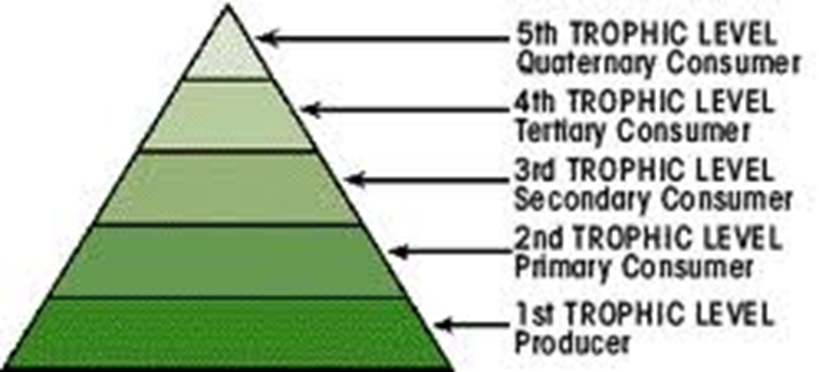 5th TROPHIC LEVEL
Quaternary Consumer
4th TROPHIC LEVEL
Tertiary Consumer
3rd TROPHIC LEVEL
Secondary Consumer
2nd TROPHIC LEVEL
Primary Consumer
1st TROPHIC LEVEL
Producer